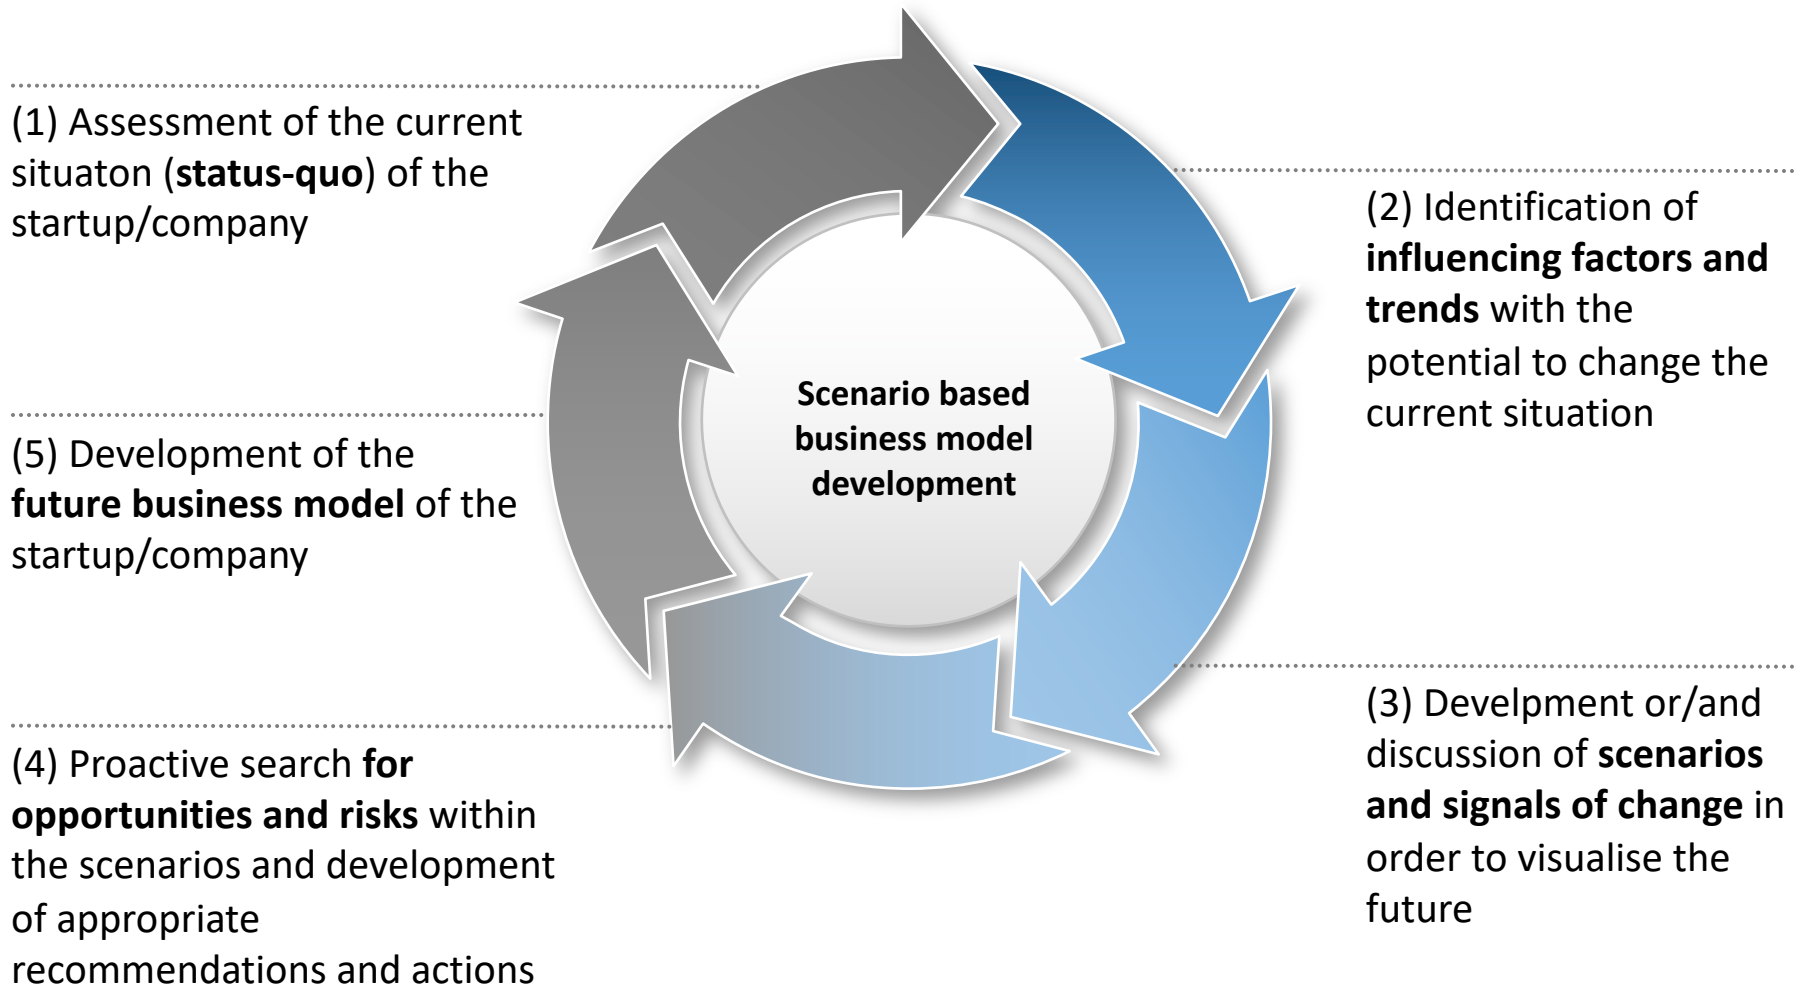 (1) Assessment of the current
situaton (status-quo) of the
startup/company
(2) Identification of
influencing factors and
trends with the
potential to change the
current situation
Scenario based
business model
development
(5) Development of the
future business model of the
startup/company
(3) Develpment or/and
discussion of scenarios
and signals of change in
order to visualise the
future
(4) Proactive search for
opportunities and risks within
the scenarios and development
of appropriate
recommendations and actions